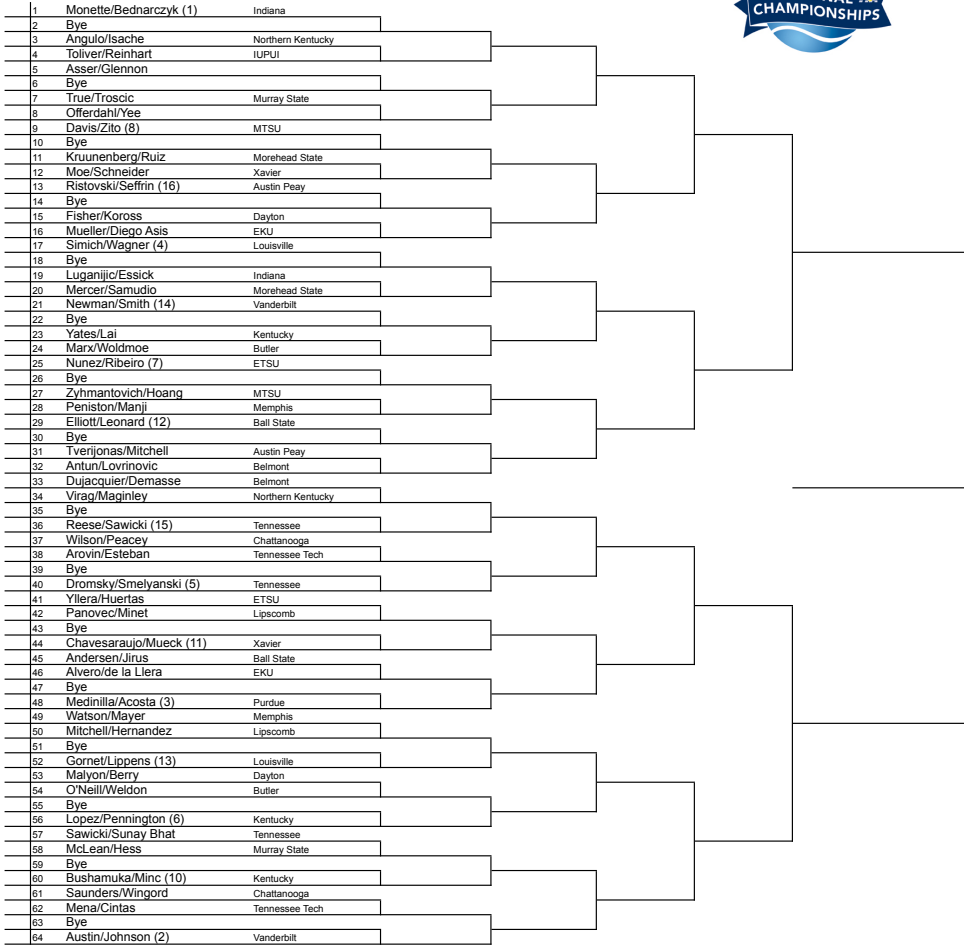 NAL
CHAMPIONSHIPS
1 Monette/Bednarczyk (1) Indiana
2 Bye
3 Angulo/Isache Northern Kentucky
4 Toliver/Reinhart IUPUI
5 Asser/Glennon
6 Bye
7 True/Troscic Murray State
8 Offerdahl/Yee
9 Davis/Zito (8) MTSU
10 Bye
11 Kruunenberg/Ruiz Morehead State
12 Moe/Schneider Xavier
13 Ristovski/Seffrin (16) Austin Peay
14 Bye
15 Fisher/Koross Dayton
16 Mueller/Diego Asis EKU
17 Simich/Wagner (4) Louisville
18 Bye
19 Luganijic/Essick Indiana
20 Mercer/Samudio Morehead State
21 Newman/Smith (14) Vanderbilt
22 Bye
23 Yates/Lai Kentucky
24 Marx/Woldmoe Butler
25 Nunez/Ribeiro (7) ETSU
26 Bye
27 Zyhmantovich/Hoang MTSU
28 Peniston/Manji Memphis
29 Elliott/Leonard (12) Ball State
30 Bye
31 Tverijonas/Mitchell Austin Peay
32 Antun/Lovrinovic Belmont
33 Dujacquier/Demasse Belmont
34 Virag/Maginley Northern Kentucky
35 Bye
36 Reese/Sawicki (15) Tennessee
37 Wilson/Peacey Chattanooga
38 Arovin/Esteban Tennessee Tech
39 Bye
40 Dromsky/Smelyanski (5) Tennessee
41 Yllera/Huertas ETSU
42 Panovec/Minet Lipscomb
43 Bye
44 Chavesaraujo/Mueck (11) Xavier
45 Andersen/Jirus Ball State
46 Alvero/de la Llera EKU
47 Bye
48 Medinilla/Acosta (3) Purdue
49 Watson/Mayer Memphis
50 Mitchell/Hernandez Lipscomb
51 Bye
52 Gornet/Lippens (13) Louisville
53 Malyon/Berry Dayton
54 O'Neill/Weldon Butler
55 Bye
56 Lopez/Pennington (6) Kentucky
57 Sawicki/Sunay Bhat Tennessee
58 McLean/Hess Murray State
59 Bye
60 Bushamuka/Minc (10) Kentucky
61 Saunders/Wingord Chattanooga
62 Mena/Cintas Tennessee Tech
63 Bye
64 Austin/Johnson (2) Vanderbilt